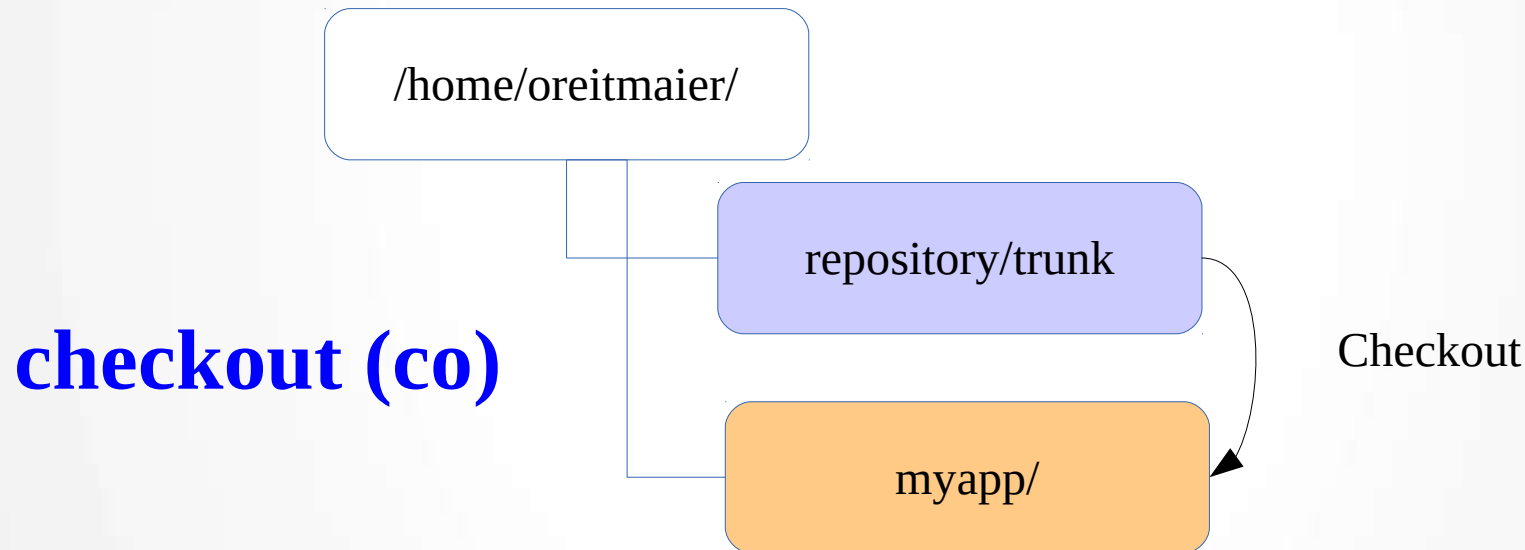 /home/oreitmaier/
repository/trunk
checkout (co)
Checkout
myapp/